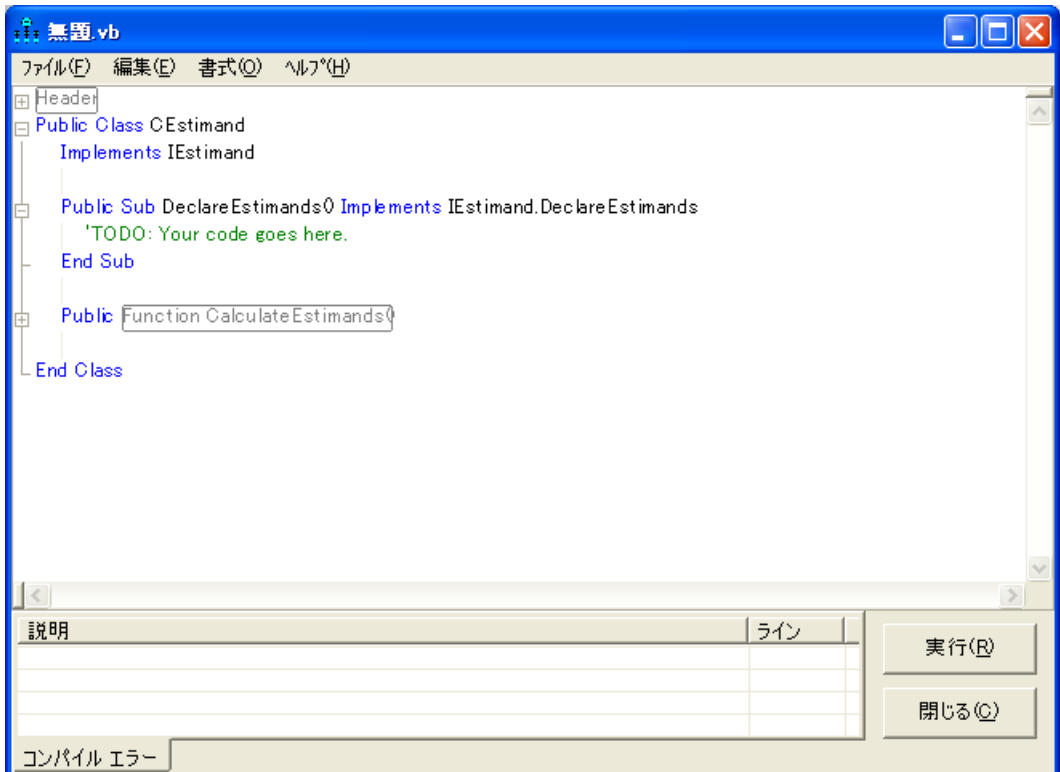 無題.vb
ファイル(F) 編集(E) 書式(O) ヘルプ(H)
Header
Public Class CEstimand
Implements IEstimand
Public Sub DeclareEstimands() Implements IEstimand.DeclareEstimands
'TODO: Your code goes here.
End Sub
Public Function CalculateEstimands()
End Class
説明 ライン
実行(R)
閉じる(C)
コンパイル エラー